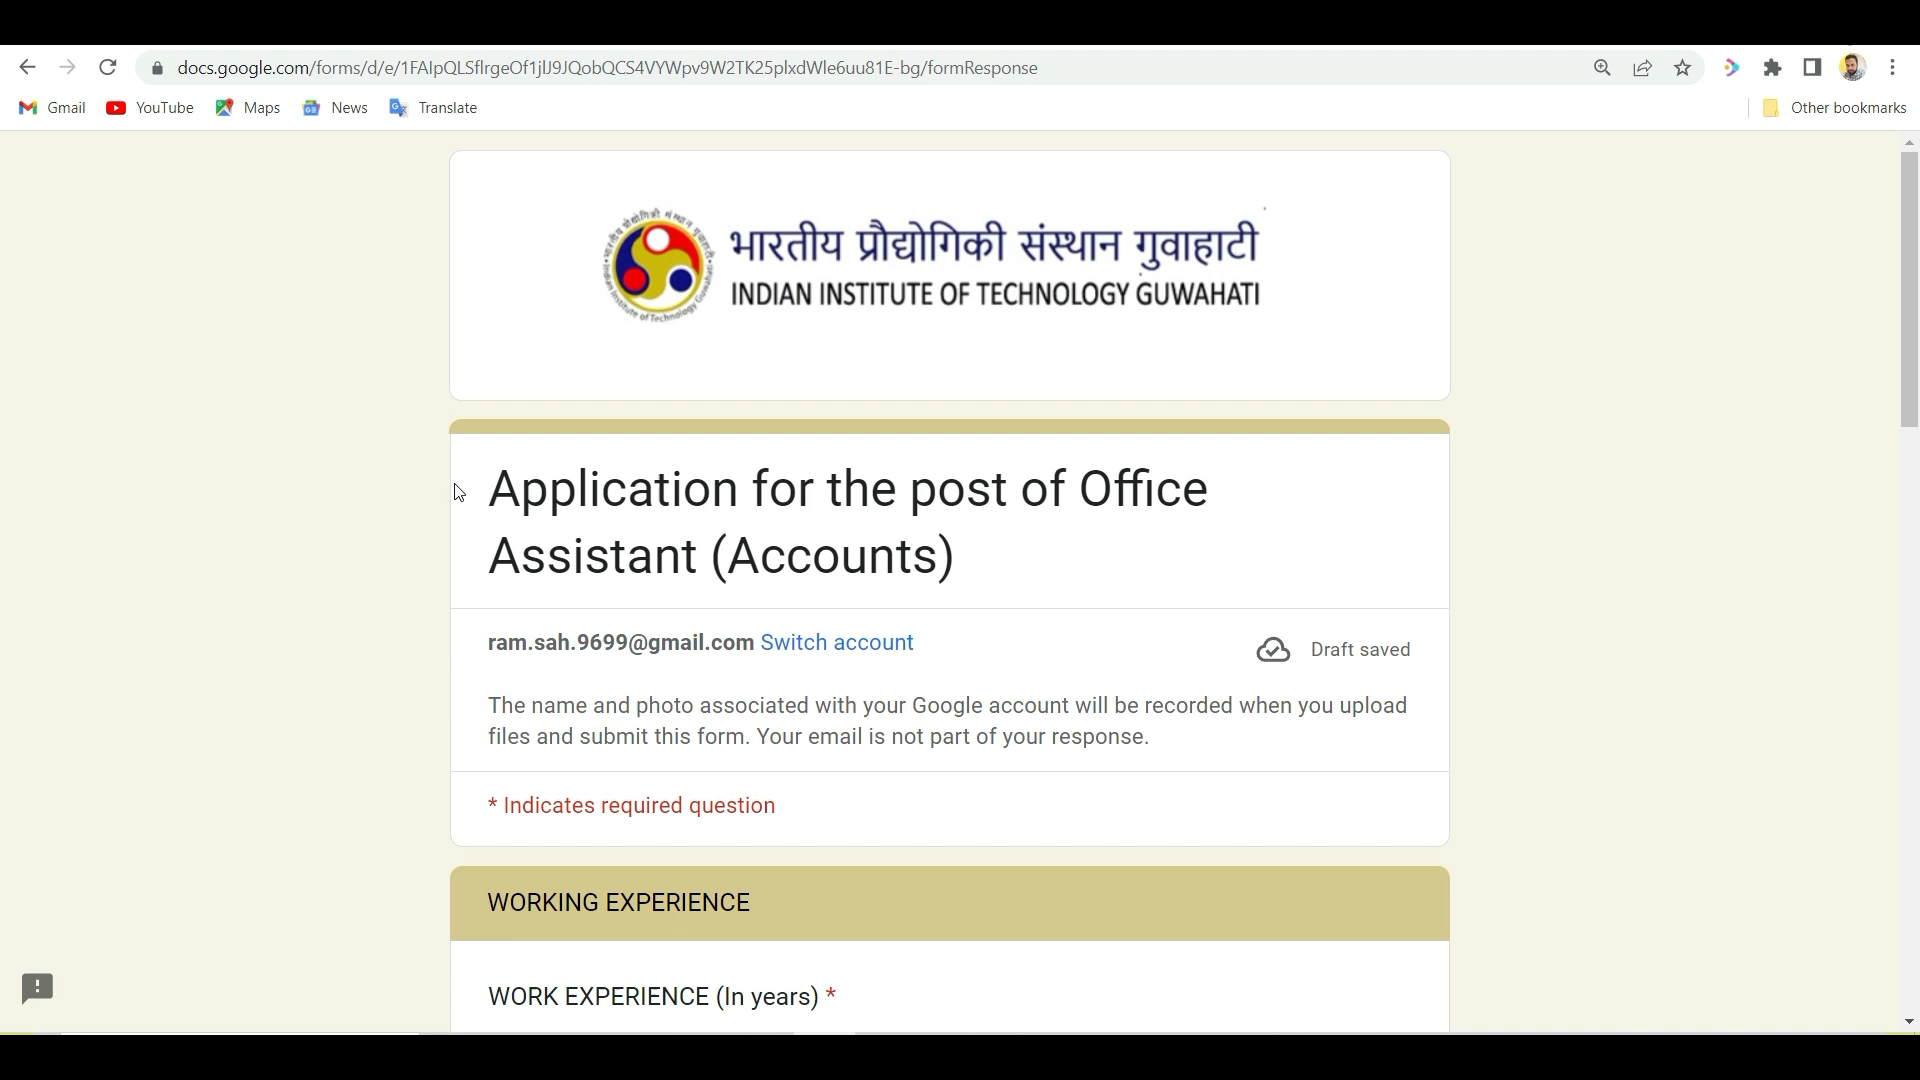 docs.google.com/forms/d/e/1FAIpQLSflrgeOf1jlJ9JQobQCS4VYWpv9W2TK25plxdWle6uu81E-bg/formResponse
Gmail YouTube Maps News Translate Other bookmarks
भारतीय प्रौद्योगिकी संस्थान गुवाहाटी
INDIAN INSTITUTE OF TECHNOLOGY GUWAHATI
Application for the post of Office
Assistant (Accounts)
ram.sah.9699@gmail.com Switch account
Draft saved
The name and photo associated with your Google account will be recorded when you upload
files and submit this form. Your email is not part of your response.
* Indicates required question
WORKING EXPERIENCE
WORK EXPERIENCE (In years) *